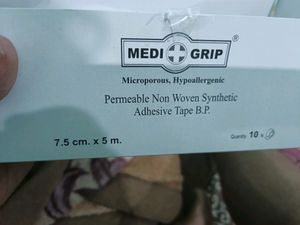 MEDI GRIP ®
Microporous, Hypoallergenic
Permeable Non Woven Synthetic
Adhesive Tape B.P.
7.5 cm. x 5 m.
Quantity 10